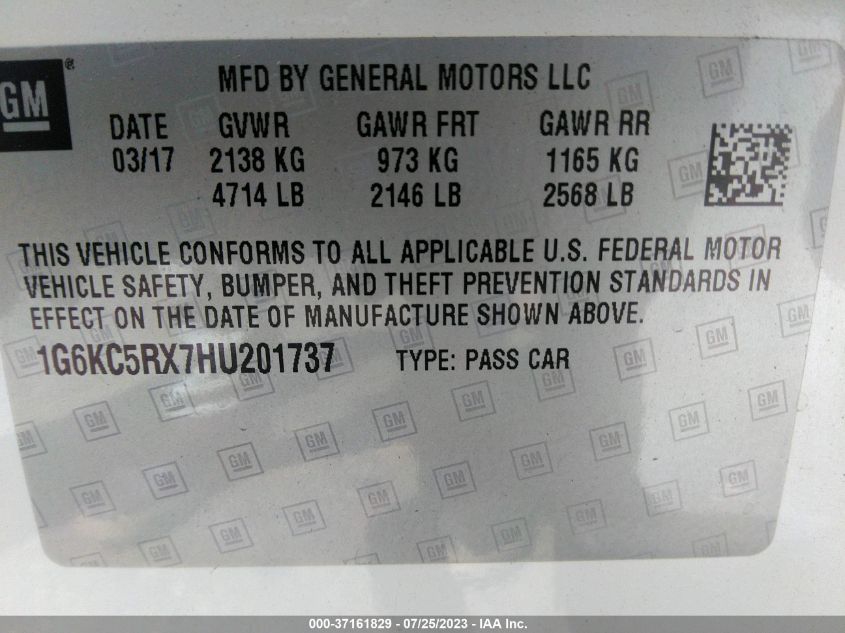 GM ®
MFD BY GENERAL MOTORS LLC
DATE GVWR GAWR FRT GAWR RR
03/17 2138 KG 973 KG 1165 KG
4714 LB 2146 LB 2568 LB
THIS VEHICLE CONFORMS TO ALL APPLICABLE U.S. FEDERAL MOTOR
VEHICLE SAFETY, BUMPER, AND THEFT PREVENTION STANDARDS IN
EFFECT ON THE DATE OF MANUFACTURE SHOWN ABOVE.
1G6KC5RX7HU201737 TYPE: PASS CAR
000-37161829 - 07/25/2023 - IAA Inc.